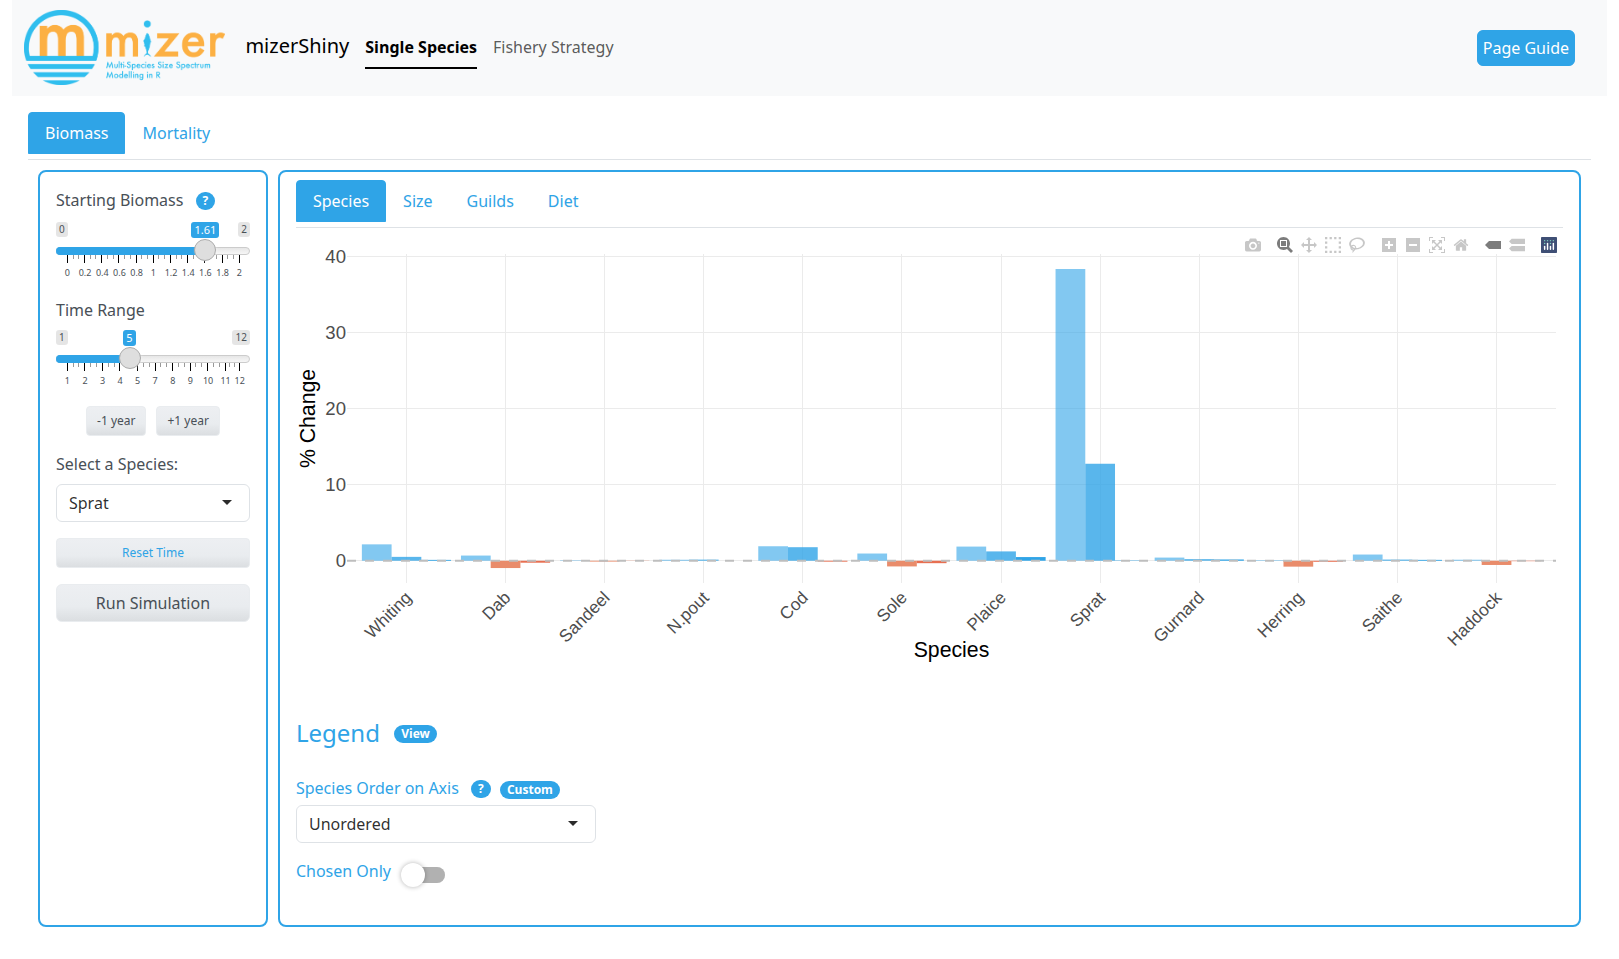 mizer
Multi-Species Size Spectrum
Modelling in R
mizerShiny Single Species Fishery Strategy Page Guide
Biomass Mortality
Starting Biomass ?
0 1.61 2
0 0.2 0.4 0.6 0.8 1 1.2 1.4 1.6 1.8 2
Time Range
1 5 12
1 2 3 4 5 7 8 9 10 11 12
-1 year +1 year
Select a Species:
Sprat
Reset Time
Run Simulation
Species Size Guilds Diet
40
30
20
10
0
% Change
Whiting Dab Sandeel N.pout Cod Sole Plaice Sprat Gurnard Herring Saithe Haddock
Species
Legend View
Species Order on Axis ? Custom
Unordered
Chosen Only